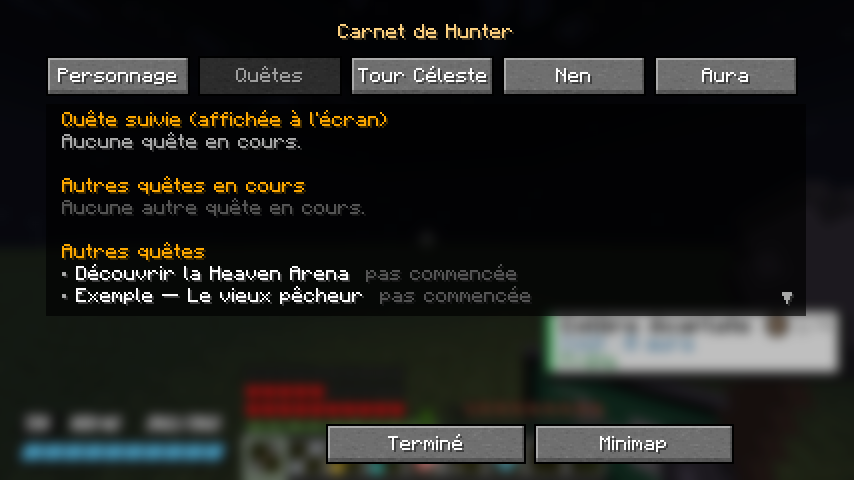 Carnet de Hunter
Personnage
Quêtes
Tour Céleste
Nen
Aura
Quête suivie (affichée à l'écran)
Aucune quête en cours.
Autres quêtes en cours
Aucune autre quête en cours.
Autres quêtes
• Découvrir la Heaven Arena pas commencée
• Exemple — Le vieux pêcheur pas commencée
Terminé
Minimap